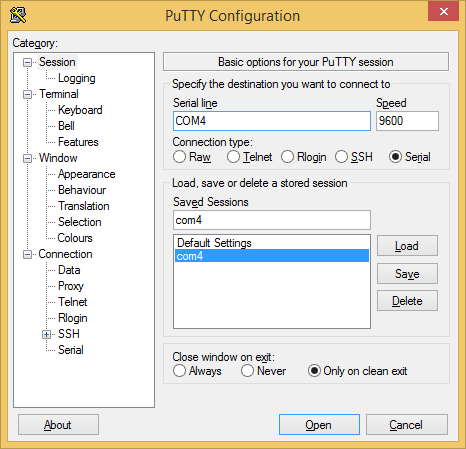 PuTTY Configuration
Category:
Session
Logging
Terminal
Keyboard
Bell
Features
Window
Appearance
Behaviour
Translation
Selection
Colours
Connection
Data
Proxy
Telnet
Rlogin
SSH
Serial
Basic options for your PuTTY session
Specify the destination you want to connect to
Serial line Speed
COM4 9600
Connection type:
Raw Telnet Rlogin SSH Serial
Load, save or delete a stored session
Saved Sessions
com4
Default Settings
com4
Load
Save
Delete
Close window on exit:
Always Never Only on clean exit
About Open Cancel